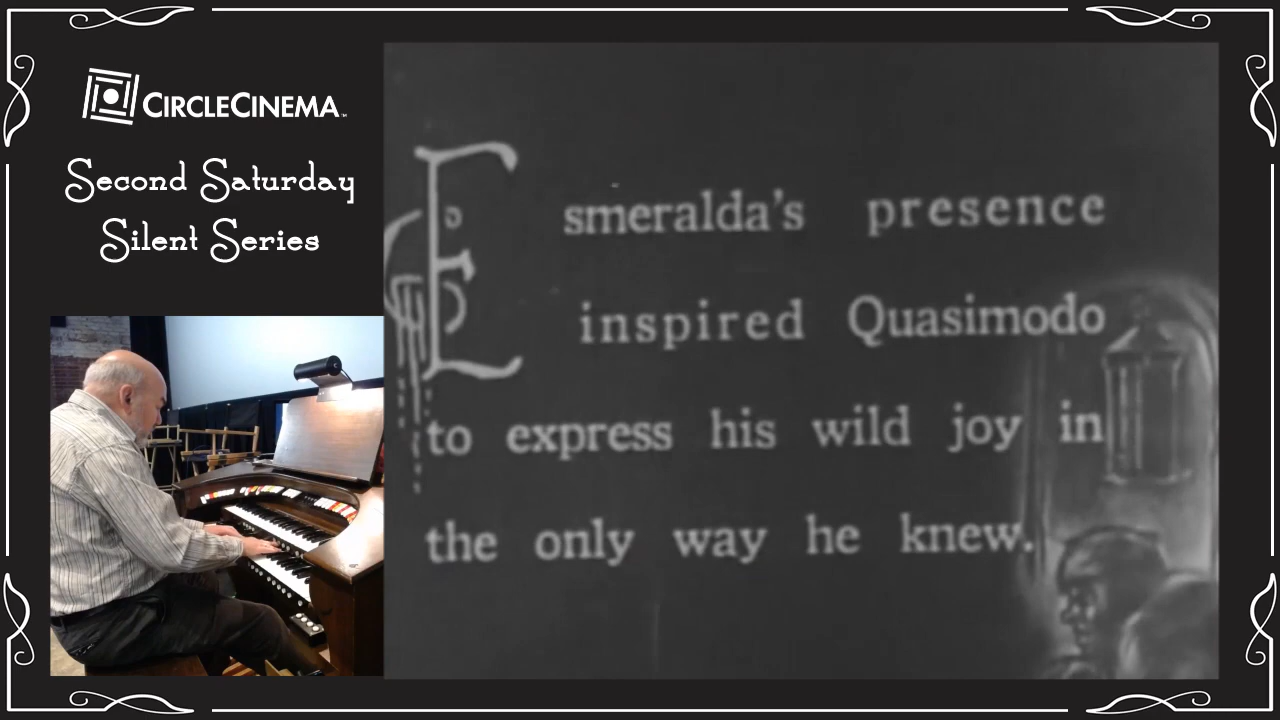 CIRCLECINEMA™
Second Saturday
Silent Series
Esmeralda's presence
inspired Quasimodo
to express his wild joy in
the only way he knew.